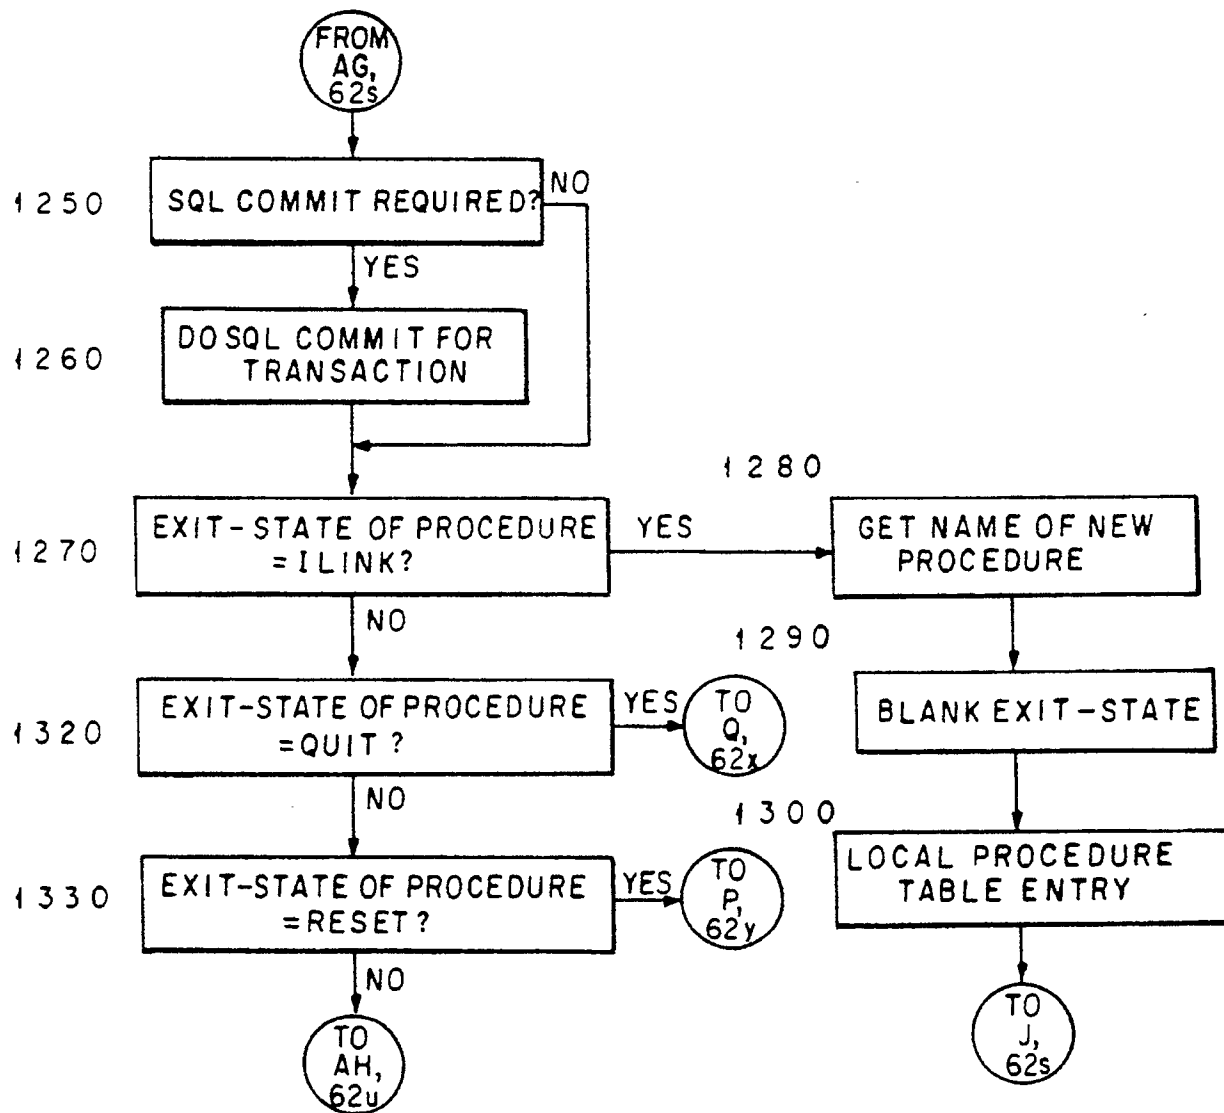 FROM
AG,
62s
1250
SQL COMMIT REQUIRED?
NO
YES
1260
DO SQL COMMIT FOR
TRANSACTION
1270
EXIT-STATE OF PROCEDURE
=ILINK?
YES
NO
1280
GET NAME OF NEW
PROCEDURE
1290
BLANK EXIT-STATE
1300
LOCAL PROCEDURE
TABLE ENTRY
TO
J,
62s
1320
EXIT-STATE OF PROCEDURE
=QUIT?
YES
TO
Q,
62x
NO
1330
EXIT-STATE OF PROCEDURE
=RESET?
YES
TO
P,
62y
NO
TO
AH,
62u